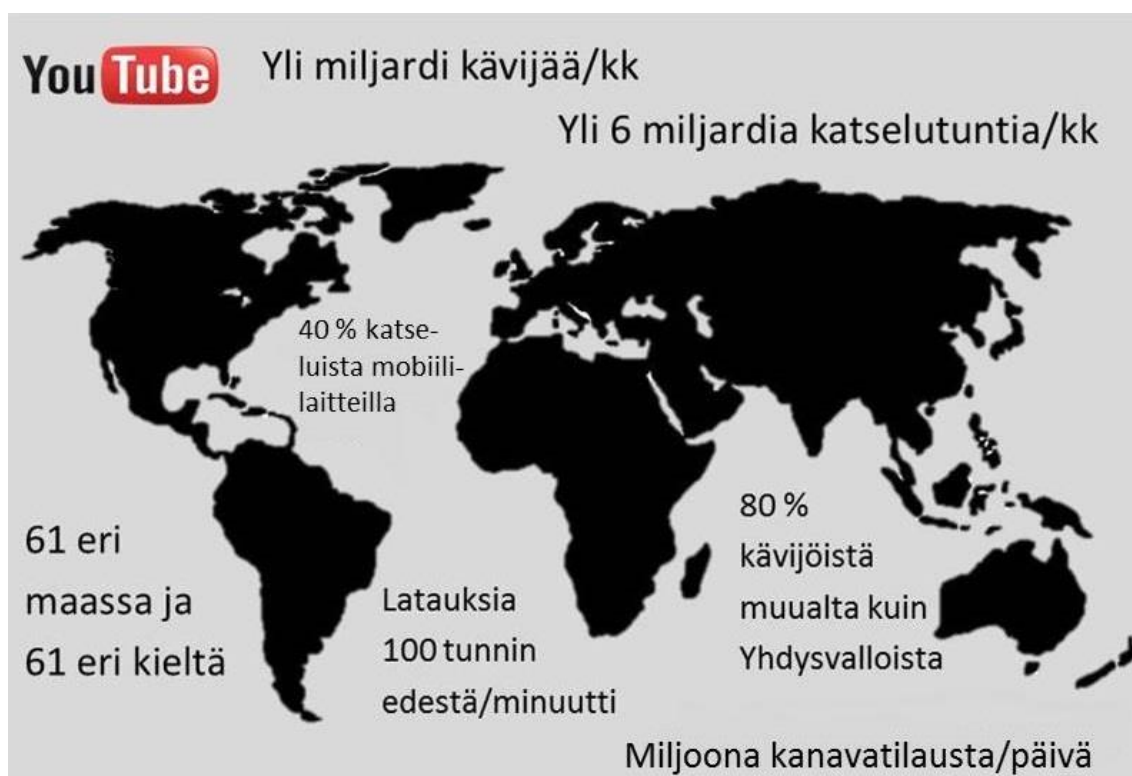 YouTube
Yli miljardi kävijää/kk
Yli 6 miljardia katselutuntia/kk
40 % katse-
luista mobiili-
laitteilla
61 eri
maassa ja
61 eri kieltä
Latauksia
100 tunnin
edestä/minuutti
80 %
kävijöistä
muualta kuin
Yhdysvalloista
Miljoona kanavatilausta/päivä